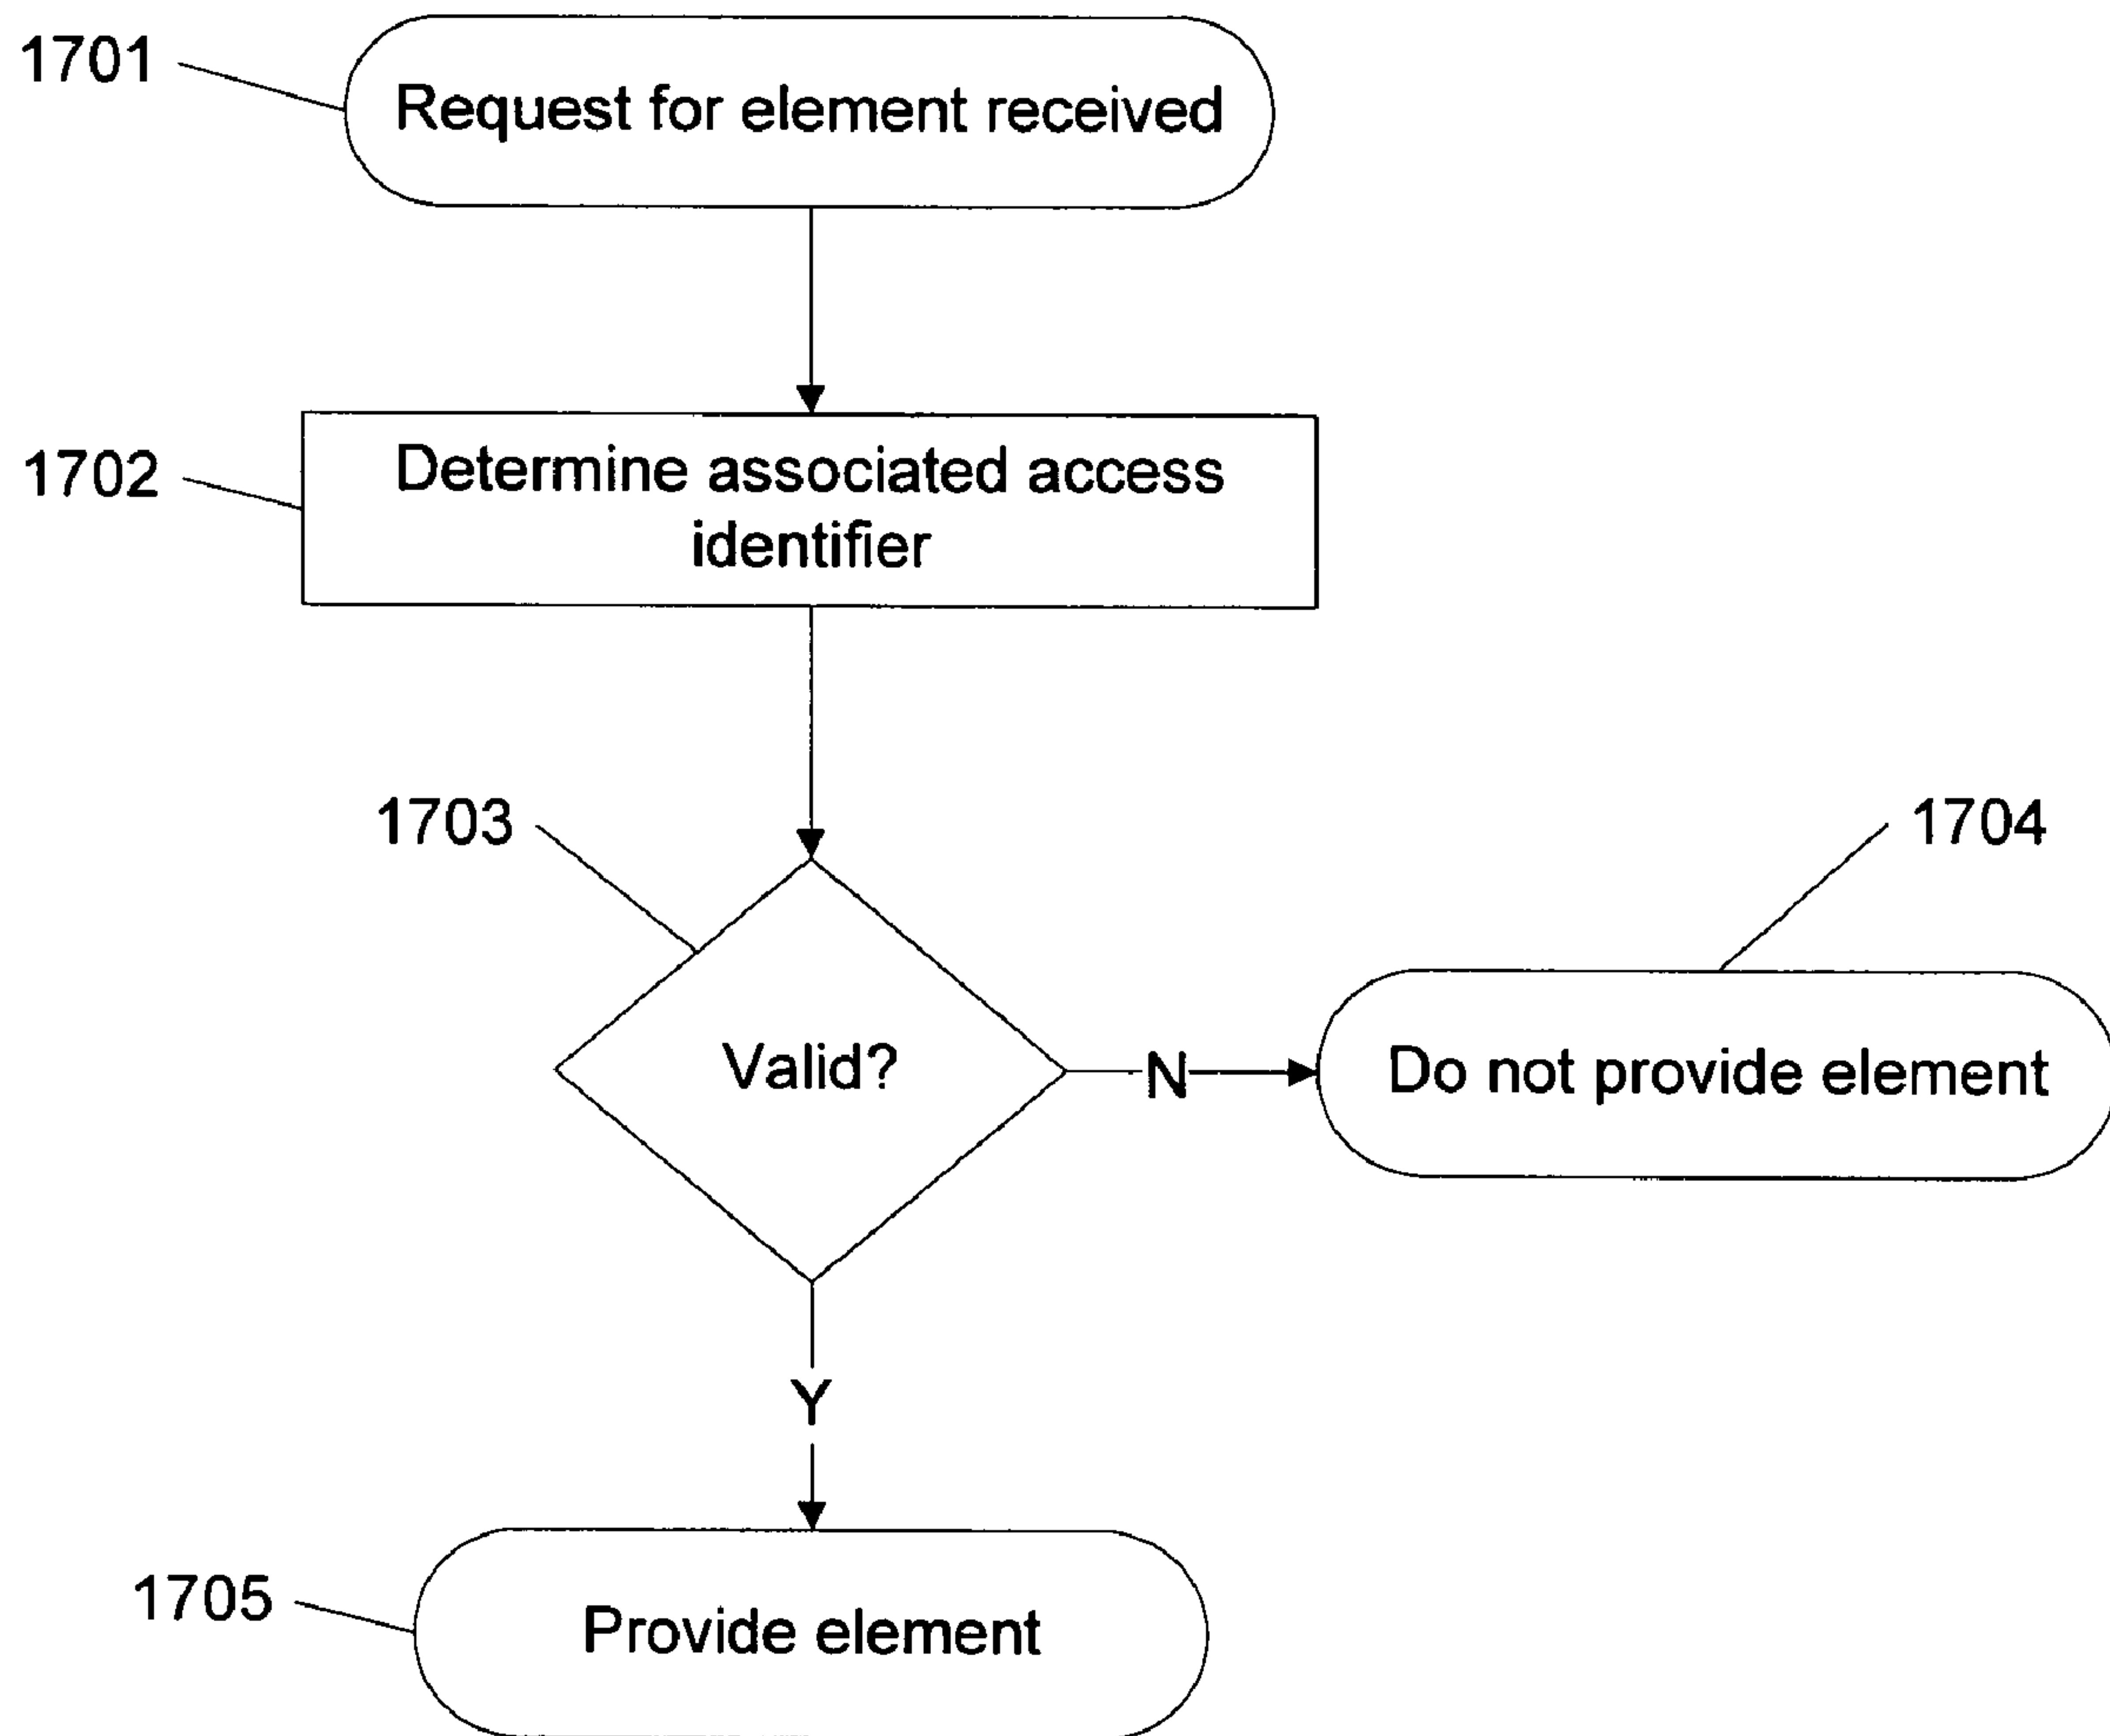 1701
Request for element received
1702
Determine associated access
identifier
1703
1704
Valid?
N
Do not provide element
Y
1705
Provide element